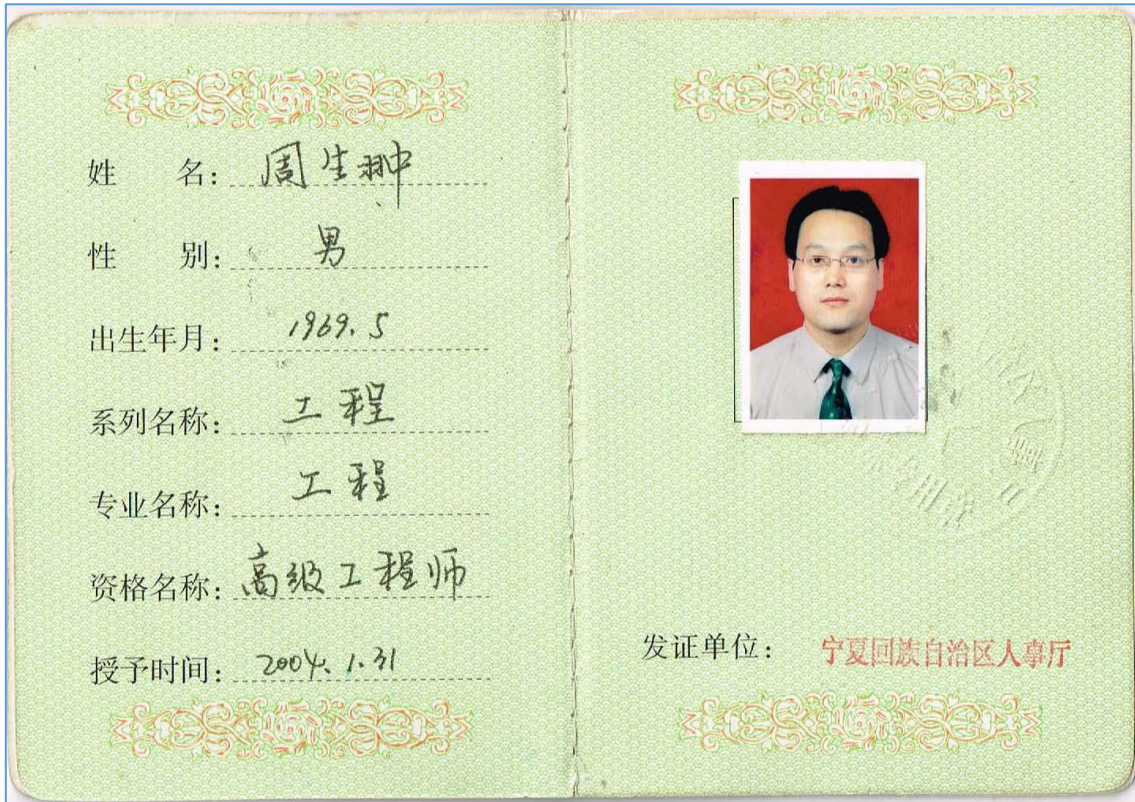 姓 名: 周生翀
性 别: 男
出生年月: 1969.5
系列名称: 工程
专业名称: 工程
资格名称: 高级工程师
授予时间: 2004.1.31
发证单位: 宁夏回族自治区人事厅